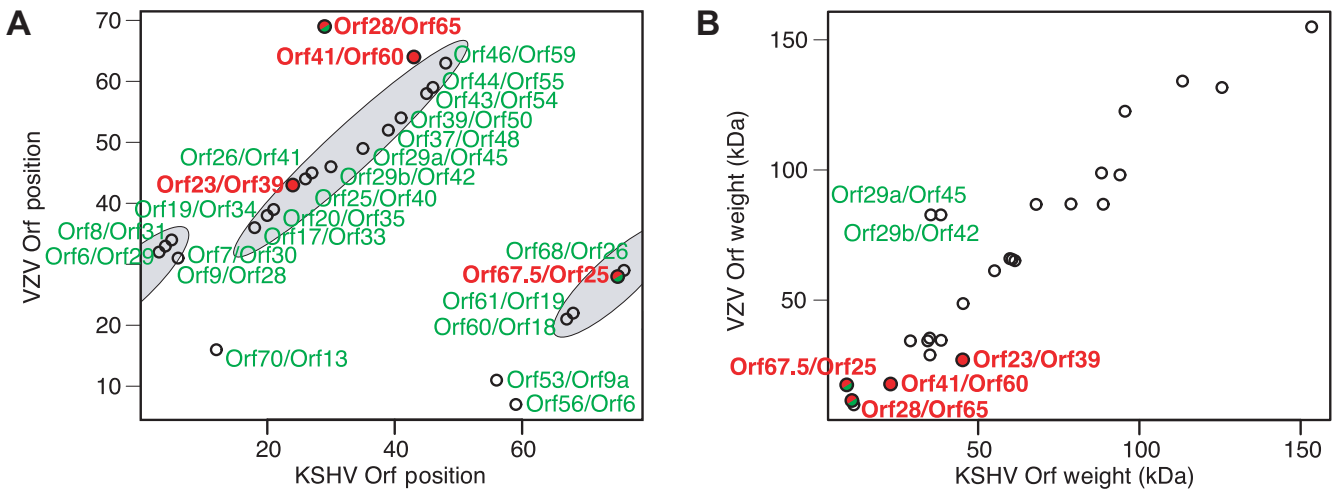 A
70
60
50
40
20
10
20
40
60
VZV Orf position
KSHV Orf position
Orf28/Orf65
Orf41/Orf60
Orf46/Orf59
Orf44/Orf55
Orf43/Orf54
Orf39/Orf50
Orf37/Orf48
Orf26/Orf41
Orf29a/Orf45
Orf23/Orf39
Orf29b/Orf42
Orf25/Orf40
Orf19/Orf34
Orf20/Orf35
Orf8/Orf31
Orf17/Orf33
Orf6/Orf29
Orf7/Orf30
Orf9/Orf28
Orf68/Orf26
Orf67.5/Orf25
Orf61/Orf19
Orf60/Orf18
Orf70/Orf13
Orf53/Orf9a
Orf56/Orf6
B
150
100
50
50
100
150
VZV Orf weight (kDa)
KSHV Orf weight (kDa)
Orf29a/Orf45
Orf29b/Orf42
Orf67.5/Orf25
Orf23/Orf39
Orf41/Orf60
Orf28/Orf65